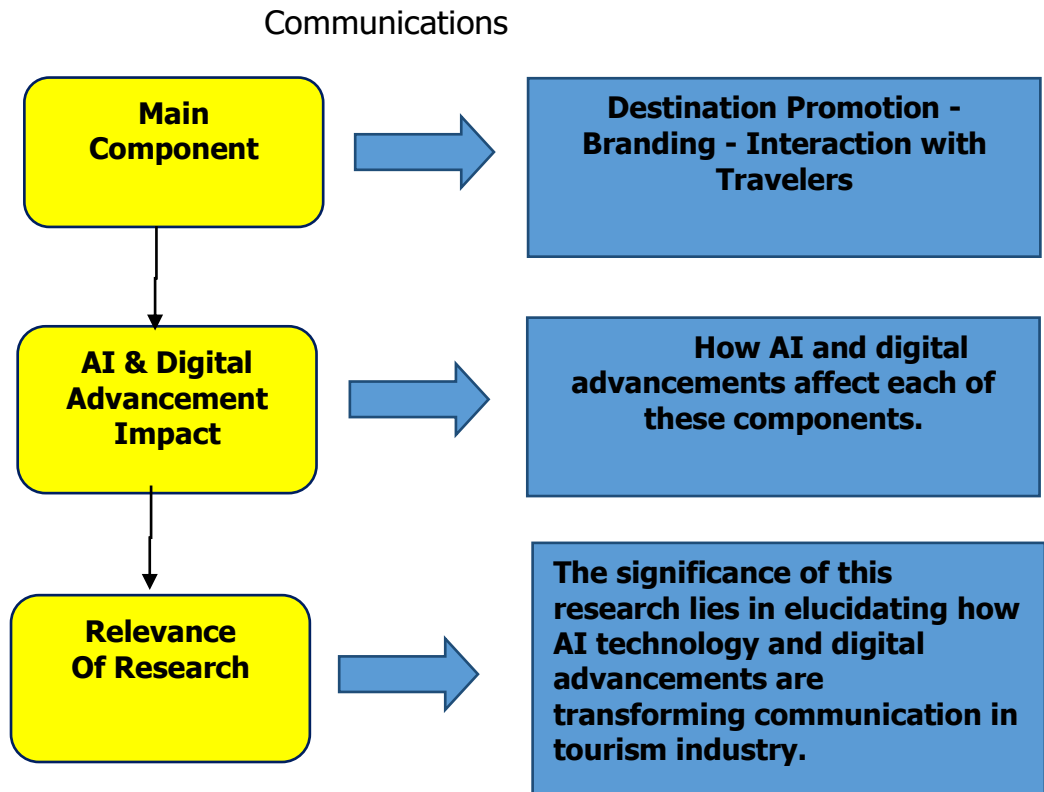 Communications
Main
Component
Destination Promotion -
Branding - Interaction with
Travelers
AI & Digital
Advancement
Impact
How AI and digital
advancements affect each of
these components.
Relevance
Of Research
The significance of this
research lies in elucidating how
AI technology and digital
advancements are
transforming communication in
tourism industry.